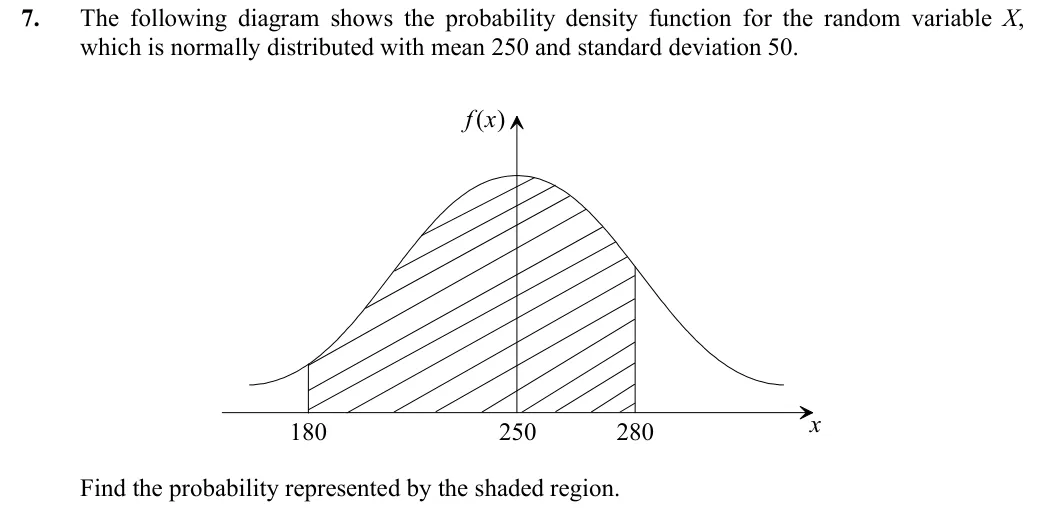 7. The following diagram shows the probability density function for the random variable X,
which is normally distributed with mean 250 and standard deviation 50.
f(x)
180 250 280 x
Find the probability represented by the shaded region.